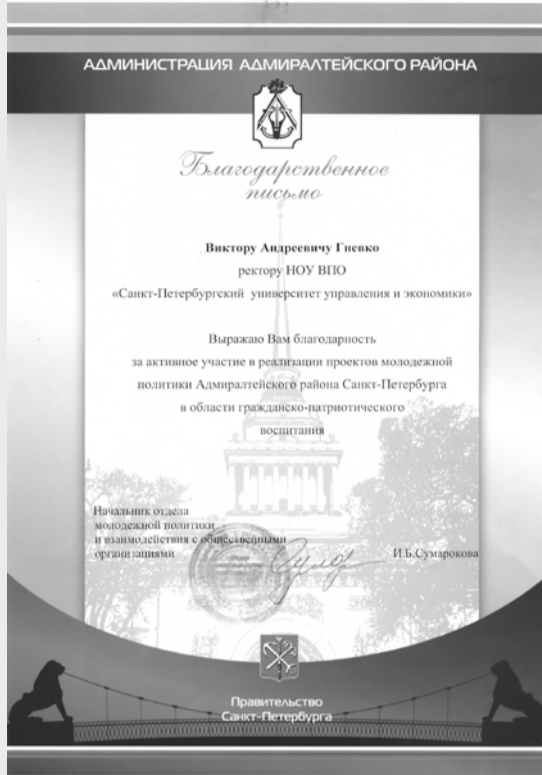 АДМИНИСТРАЦИЯ АДМИРАЛТЕЙСКОГО РАЙОНА
Благодарственное
письмо
Виктору Андреевичу Гневко
ректору НОУ ВПО
«Санкт-Петербургский университет управления и экономики»
Выражаю Вам благодарность
за активное участие в реализации проектов молодежной
политики Адмиралтейского района Санкт-Петербурга
в области гражданско-патриотического
воспитания
Начальник отдела
молодежной политики
и взаимодействия с общественными
организациями
И.Б.Сумарокова
Правительство
Санкт-Петербурга